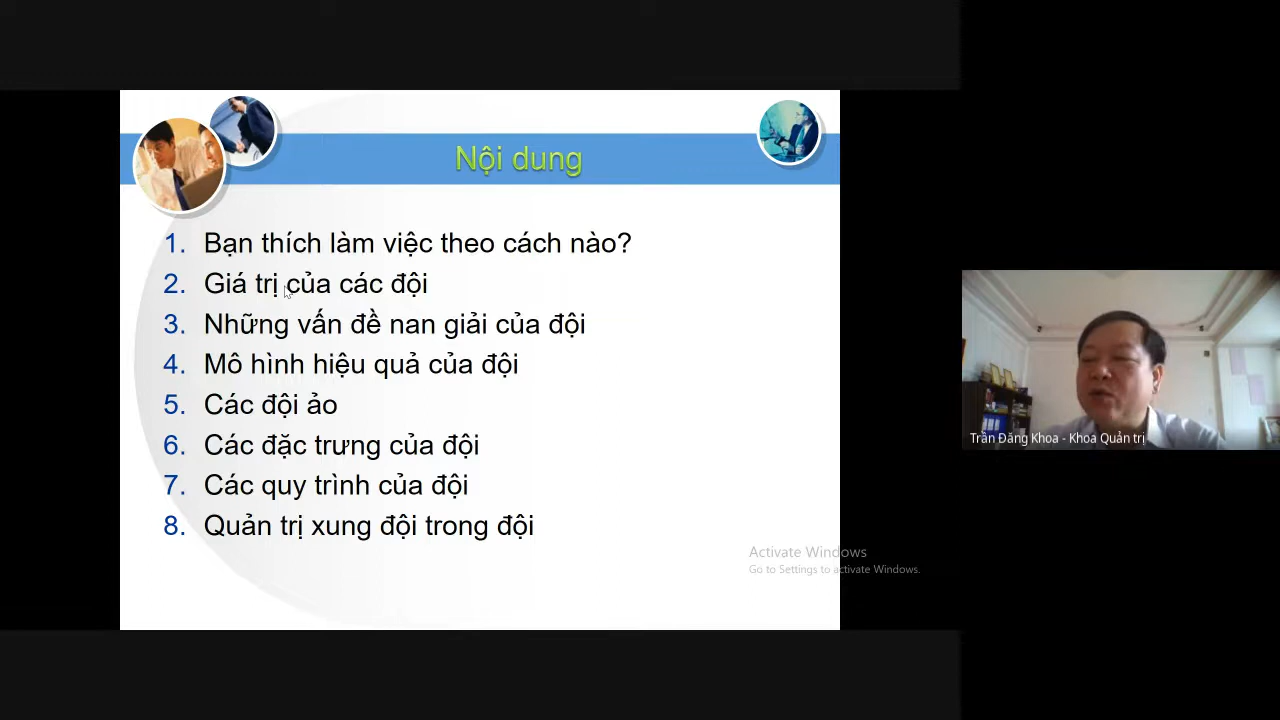 Nội dung
1. Bạn thích làm việc theo cách nào?
2. Giá trị của các đội
3. Những vấn đề nan giải của đội
4. Mô hình hiệu quả của đội
5. Các đội ảo
6. Các đặc trưng của đội
7. Các quy trình của đội
8. Quản trị xung đội trong đội
Trần Đăng Khoa - Khoa Quản trị
Activate Windows
Go to Settings to activate Windows.